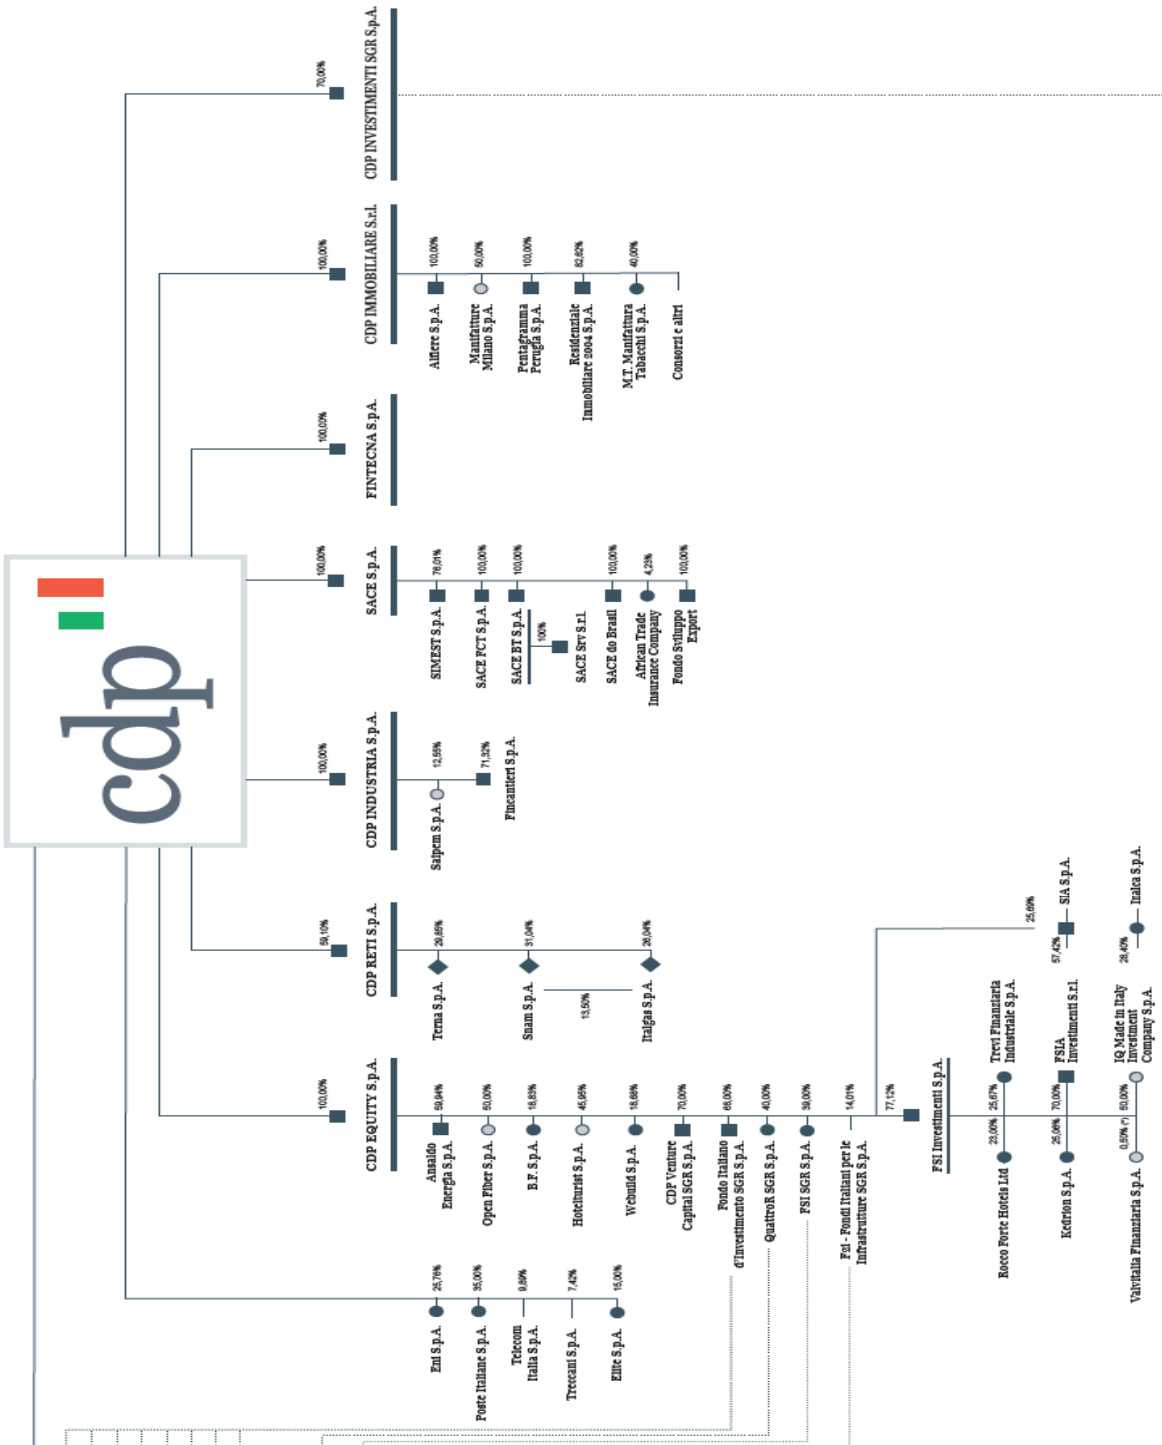 cdp
25,76%
Eni S.p.A.
35,00%
Poste Italiane S.p.A.
9,89%
Telecom
Italia S.p.A.
7,42%
Treccani S.p.A.
15,00%
Elite S.p.A.
100,00%
CDP EQUITY S.p.A.
59,94%
Ansaldo
Energia S.p.A.
50,00%
Open Fiber S.p.A.
18,83%
B.F. S.p.A.
45,95%
Hotelturist S.p.A.
18,68%
Webuild S.p.A.
70,00%
CDP Venture
Capital SGR S.p.A.
68,00%
Fondo Italiano
d'Investimento SGR S.p.A.
40,00%
QuattroR SGR S.p.A.
39,00%
FSI SGR S.p.A.
14,01%
F2i - Fondi Italiani per le
Infrastrutture SGR S.p.A.
77,12%
FSI Investimenti S.p.A.
23,00%
Rocco Forte Hotels Ltd
25,67%
Trevi Finanziaria
Industriale S.p.A.
25,06%
Kedrion S.p.A.
70,00%
FSIA
Investimenti S.r.l.
57,42%
SIA S.p.A.
25,69%
0,50% (*)
Valvitalia Finanziaria S.p.A.
50,00%
IQ Made in Italy
Investment
Company S.p.A.
28,40%
Inalca S.p.A.
59,10%
CDP RETI S.p.A.
29,85%
Terna S.p.A.
31,04%
Snam S.p.A.
13,50%
26,04%
Italgas S.p.A.
100,00%
CDP INDUSTRIA S.p.A.
12,55%
Saipem S.p.A.
71,32%
Fincantieri S.p.A.
100,00%
SACE S.p.A.
76,01%
SIMEST S.p.A.
100,00%
SACE FCT S.p.A.
100,00%
SACE BT S.p.A.
100%
SACE Srv S.r.l.
100,00%
SACE do Brasil
4,23%
African Trade
Insurance Company
100,00%
Fondo Sviluppo
Export
100,00%
FINTECNA S.p.A.
100,00%
CDP IMMOBILIARE S.r.l.
100,00%
Alfiere S.p.A.
50,00%
Manifatture
Milano S.p.A.
100,00%
Pentagramma
Perugia S.p.A.
82,62%
Residenziale
Immobiliare 2004 S.p.A.
40,00%
M.T. Manifattura
Tabacchi S.p.A.
Consorzi e altri
70,00%
CDP INVESTIMENTI SGR S.p.A.